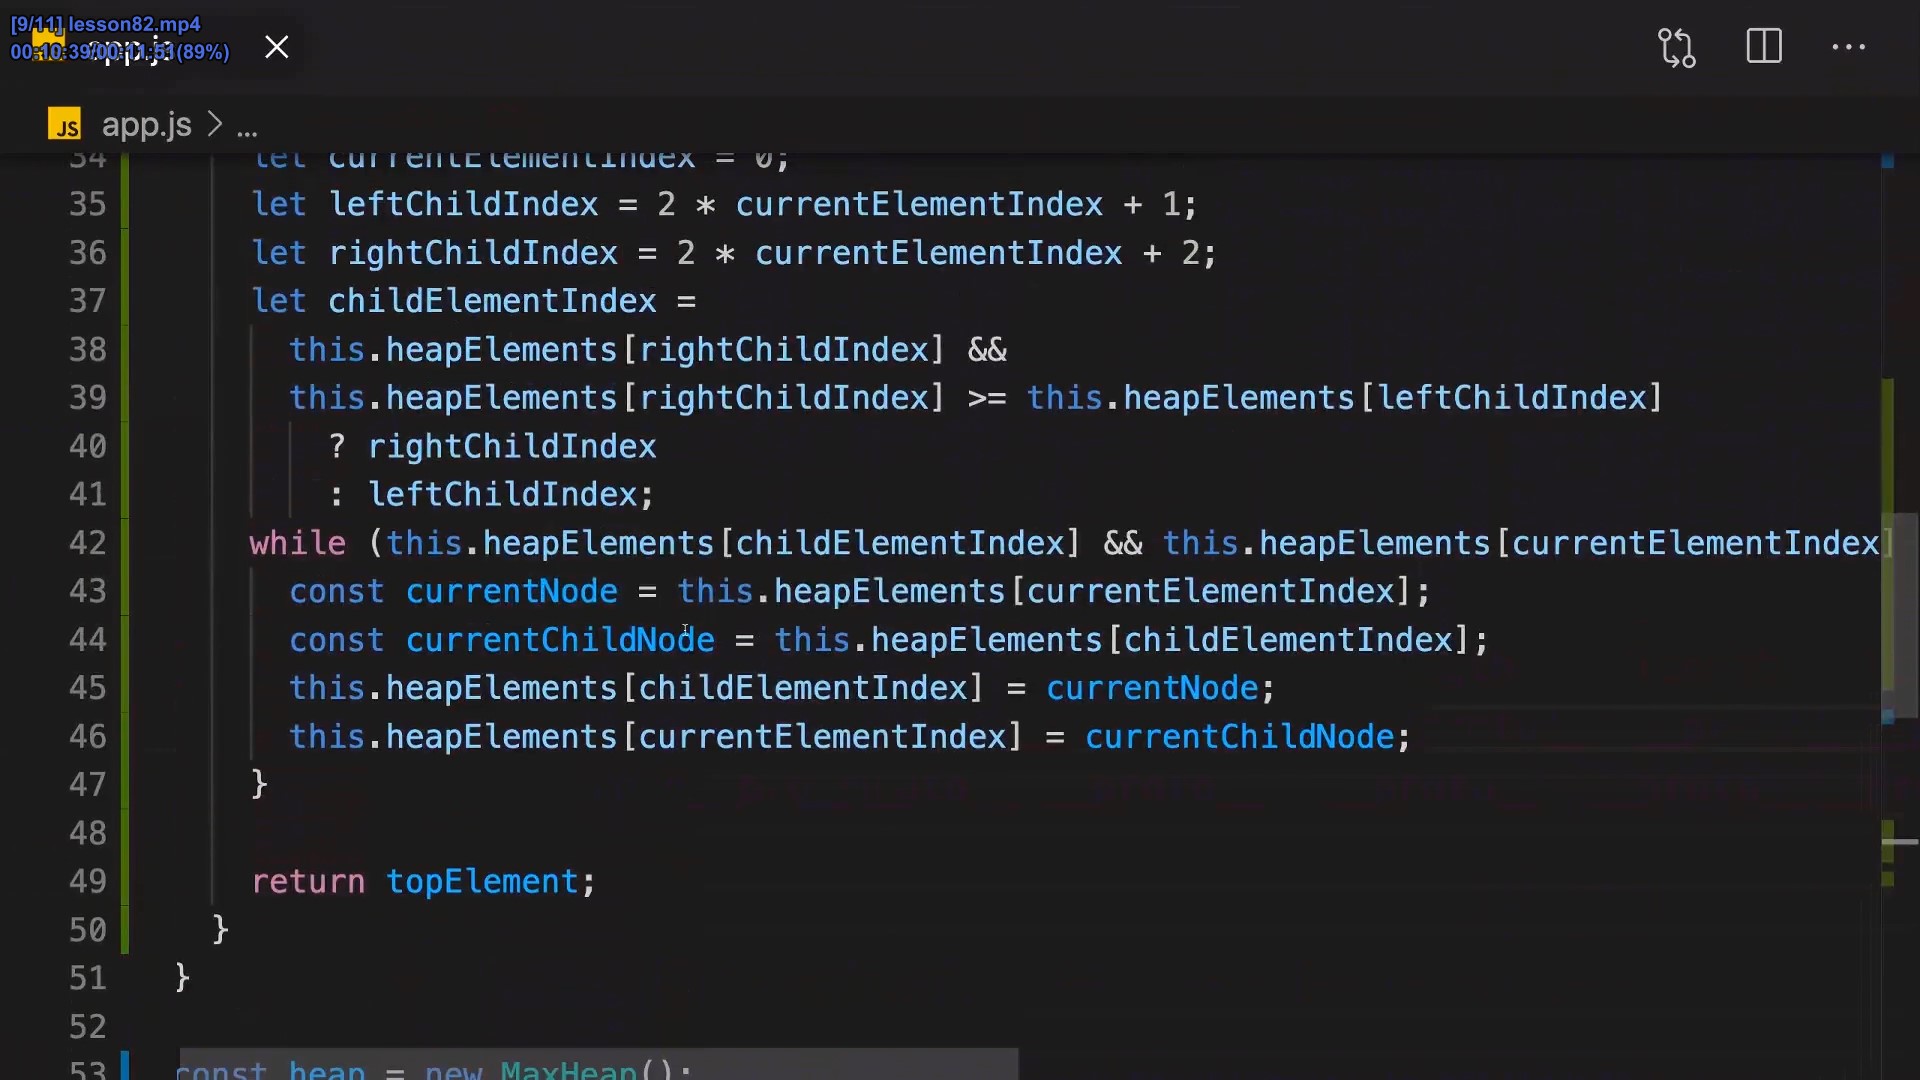 [9/11] lesson82.mp4
00:10:39/00:11:51(89%)
app.js
JS app.js > ...
34 let currentElementIndex = 0;
35 let leftChildIndex = 2 * currentElementIndex + 1;
36 let rightChildIndex = 2 * currentElementIndex + 2;
37 let childElementIndex =
38 this.heapElements[rightChildIndex] &&
39 this.heapElements[rightChildIndex] >= this.heapElements[leftChildIndex]
40 ? rightChildIndex
41 : leftChildIndex;
42 while (this.heapElements[childElementIndex] && this.heapElements[currentElementIndex]
43 const currentNode = this.heapElements[currentElementIndex];
44 const currentChildNode = this.heapElements[childElementIndex];
45 this.heapElements[childElementIndex] = currentNode;
46 this.heapElements[currentElementIndex] = currentChildNode;
47 }
48
49 return topElement;
50 }
51 }
52
53 const heap = new MaxHeap();